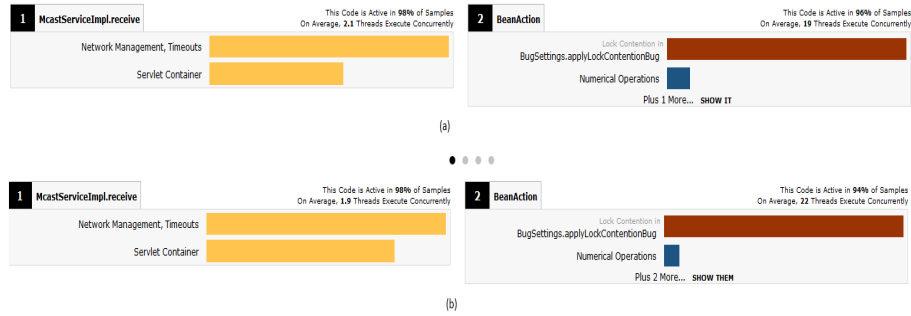 1 McastServiceImpl.receive
This Code is Active in 98% of Samples
On Average, 2.1 Threads Execute Concurrently
Network Management, Timeouts
Servlet Container
2 BeanAction
This Code is Active in 96% of Samples
On Average, 19 Threads Execute Concurrently
Lock Contention in
BugSettings.applyLockContentionBug
Numerical Operations
Plus 1 More... SHOW IT
(a)
1 McastServiceImpl.receive
This Code is Active in 98% of Samples
On Average, 1.9 Threads Execute Concurrently
Network Management, Timeouts
Servlet Container
2 BeanAction
This Code is Active in 94% of Samples
On Average, 22 Threads Execute Concurrently
Lock Contention in
BugSettings.applyLockContentionBug
Numerical Operations
Plus 2 More... SHOW THEM
(b)